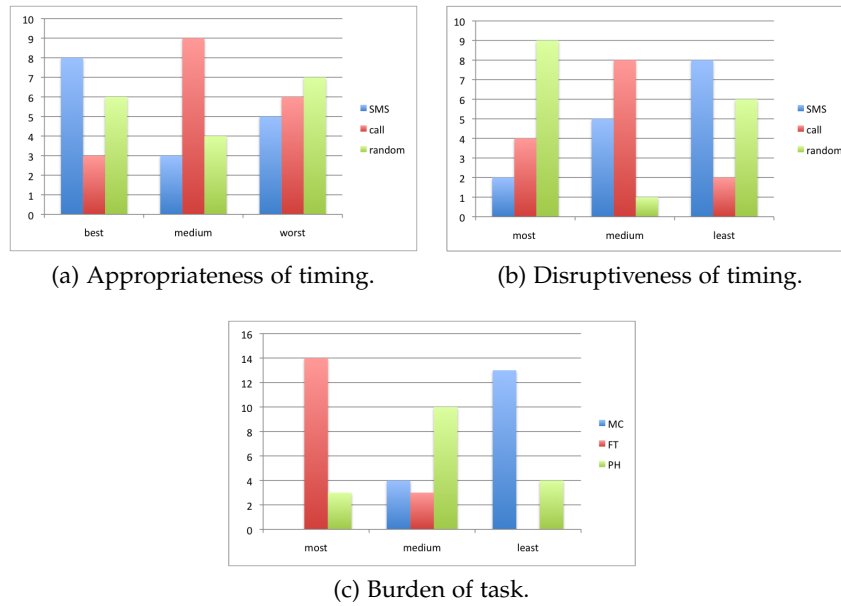 10
9
8
7
6
5
4
3
2
1
0
best medium worst
SMS
call
random
(a) Appropriateness of timing.
10
9
8
7
6
5
4
3
2
1
0
most medium least
SMS
call
random
(b) Disruptiveness of timing.
16
14
12
10
8
6
4
2
0
most medium least
MC
FT
PH
(c) Burden of task.